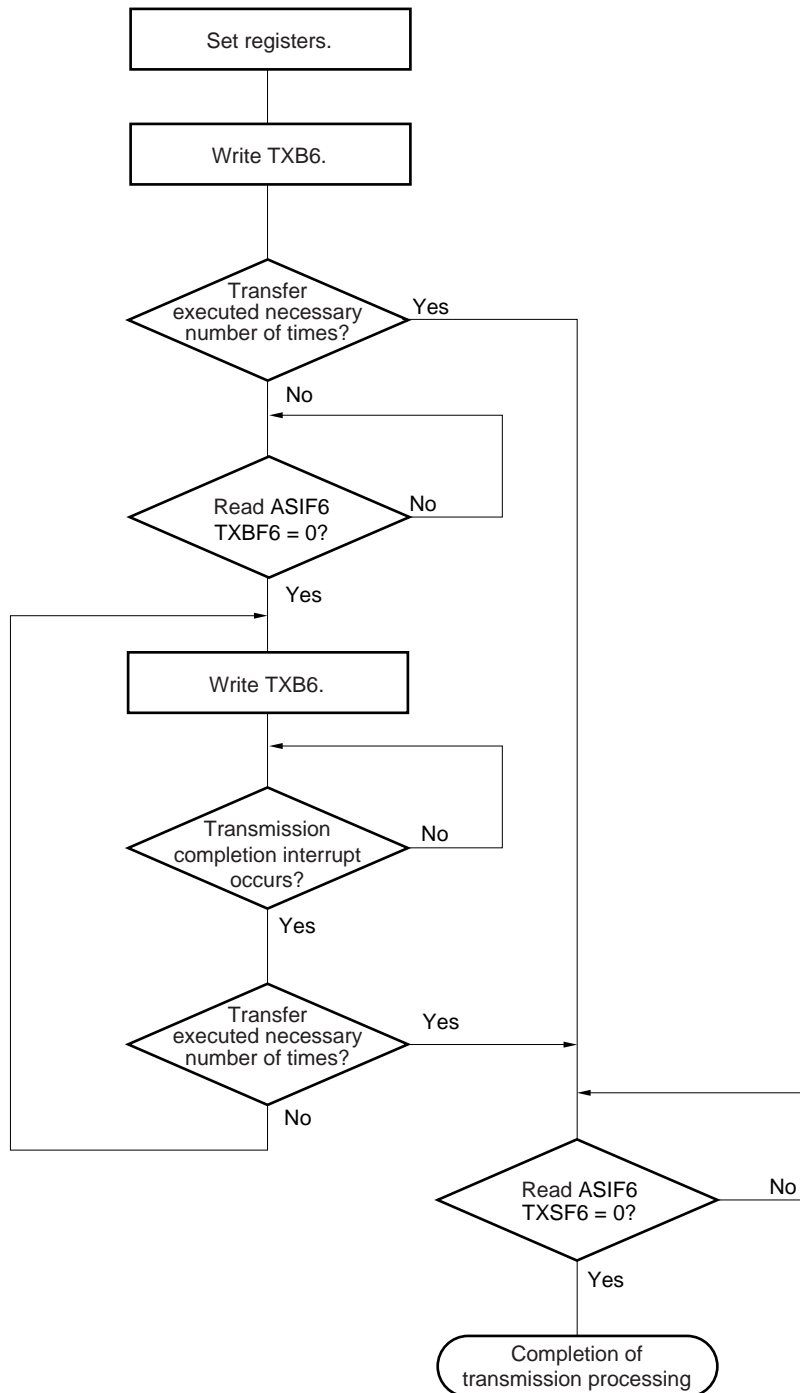 Set registers.
Write TXB6.
Transfer
executed necessary
number of times?
Yes
No
Read ASIF6
TXBF6 = 0?
No
Yes
Write TXB6.
Transmission
completion interrupt
occurs?
No
Yes
Transfer
executed necessary
number of times?
Yes
No
Read ASIF6
TXSF6 = 0?
No
Yes
Completion of
transmission processing